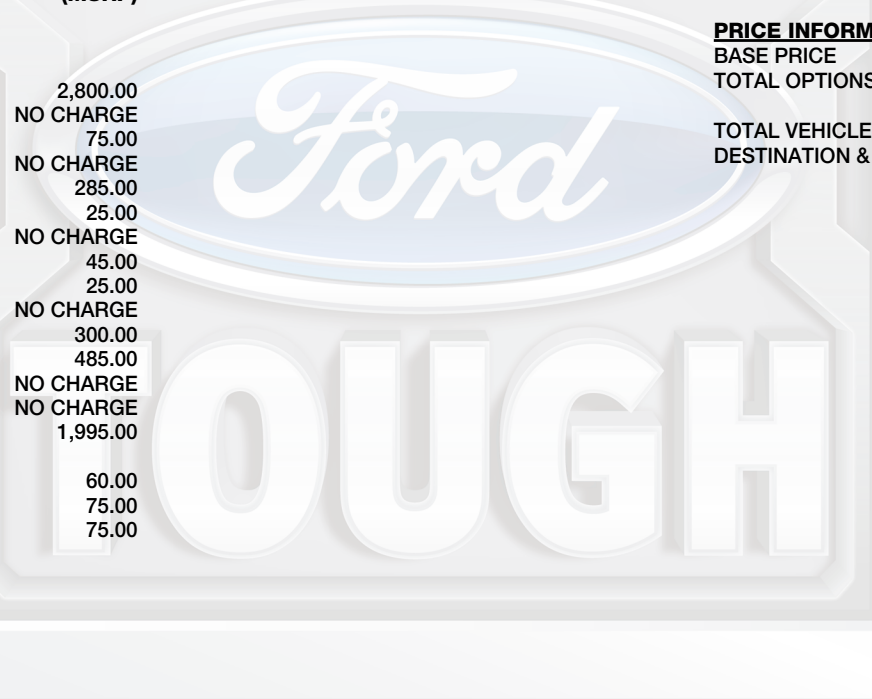 PRICE INFORM
BASE PRICE
TOTAL OPTIONS
TOTAL VEHICLE
DESTINATION &
2,800.00
NO CHARGE
75.00
NO CHARGE
285.00
25.00
NO CHARGE
45.00
25.00
NO CHARGE
300.00
485.00
NO CHARGE
NO CHARGE
1,995.00
60.00
75.00
75.00
Ford
TOUGH